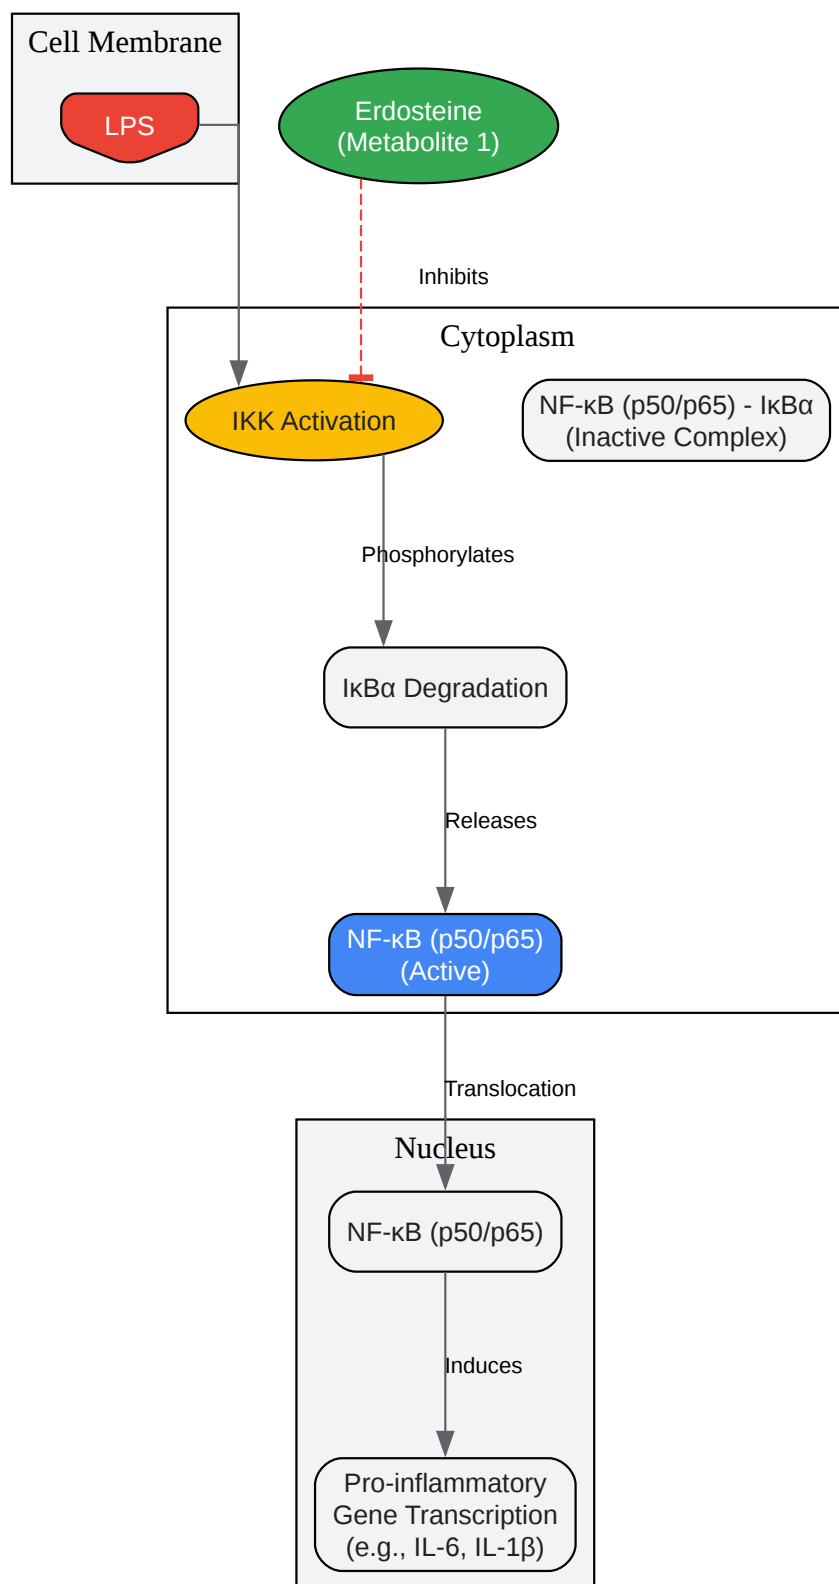 Cell Membrane
LPS
Erdosteine
(Metabolite 1)
Inhibits
Cytoplasm
IKK Activation
NF-κB (p50/p65) - IκBα
(Inactive Complex)
Phosphorylates
IκBα Degradation
Releases
NF-κB (p50/p65)
(Active)
Translocation
Nucleus
NF-κB (p50/p65)
Induces
Pro-inflammatory
Gene Transcription
(e.g., IL-6, IL-1β)